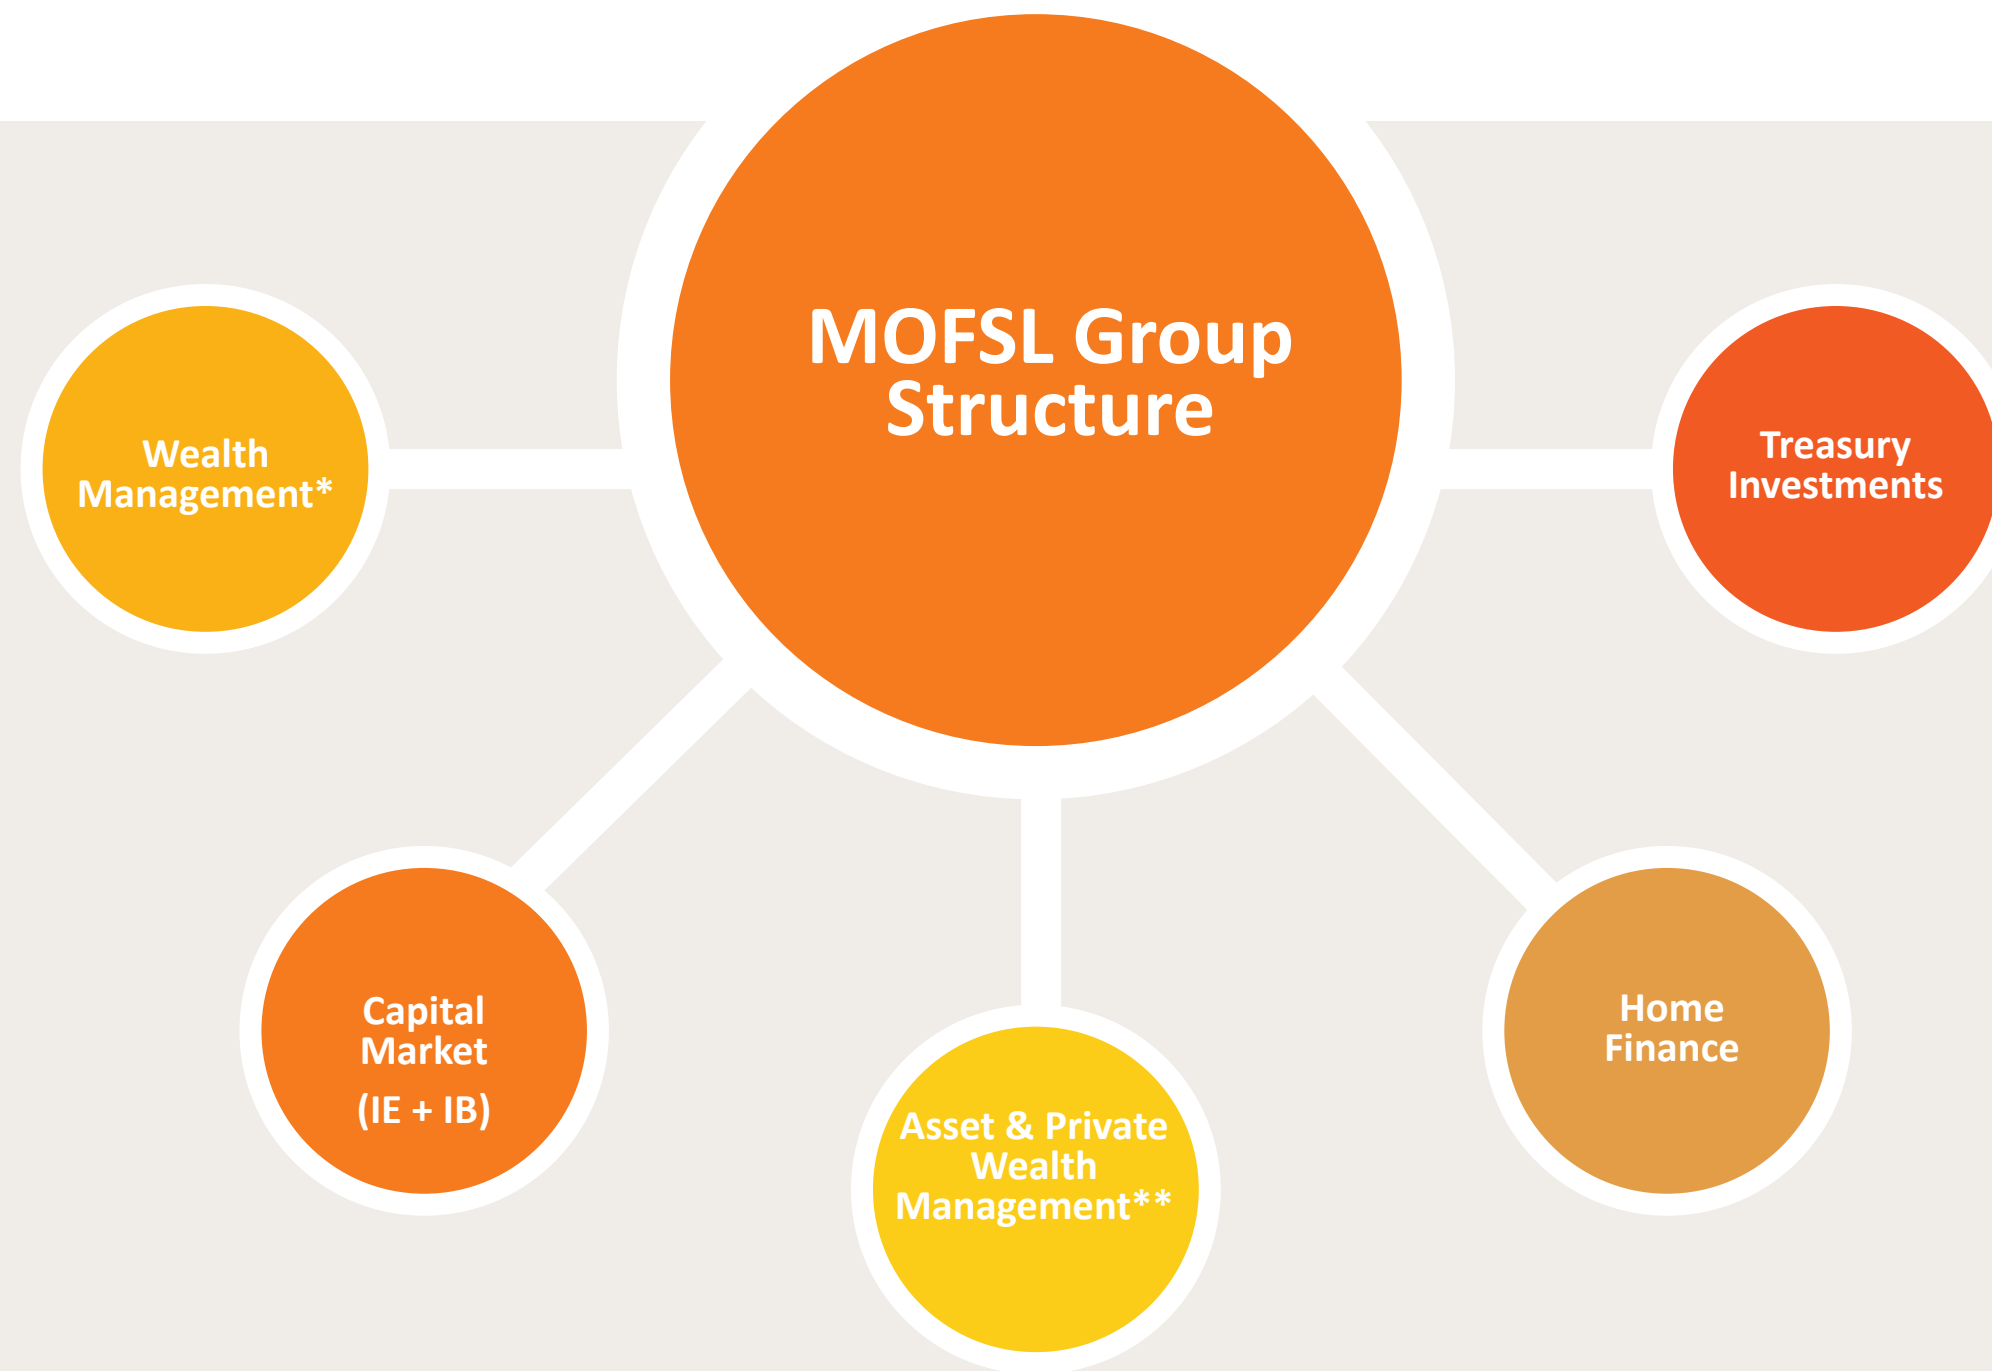 MOFSL Group
Structure
Wealth
Management*
Treasury
Investments
Capital
Market
(IE + IB)
Asset & Private
Wealth
Management**
Home
Finance